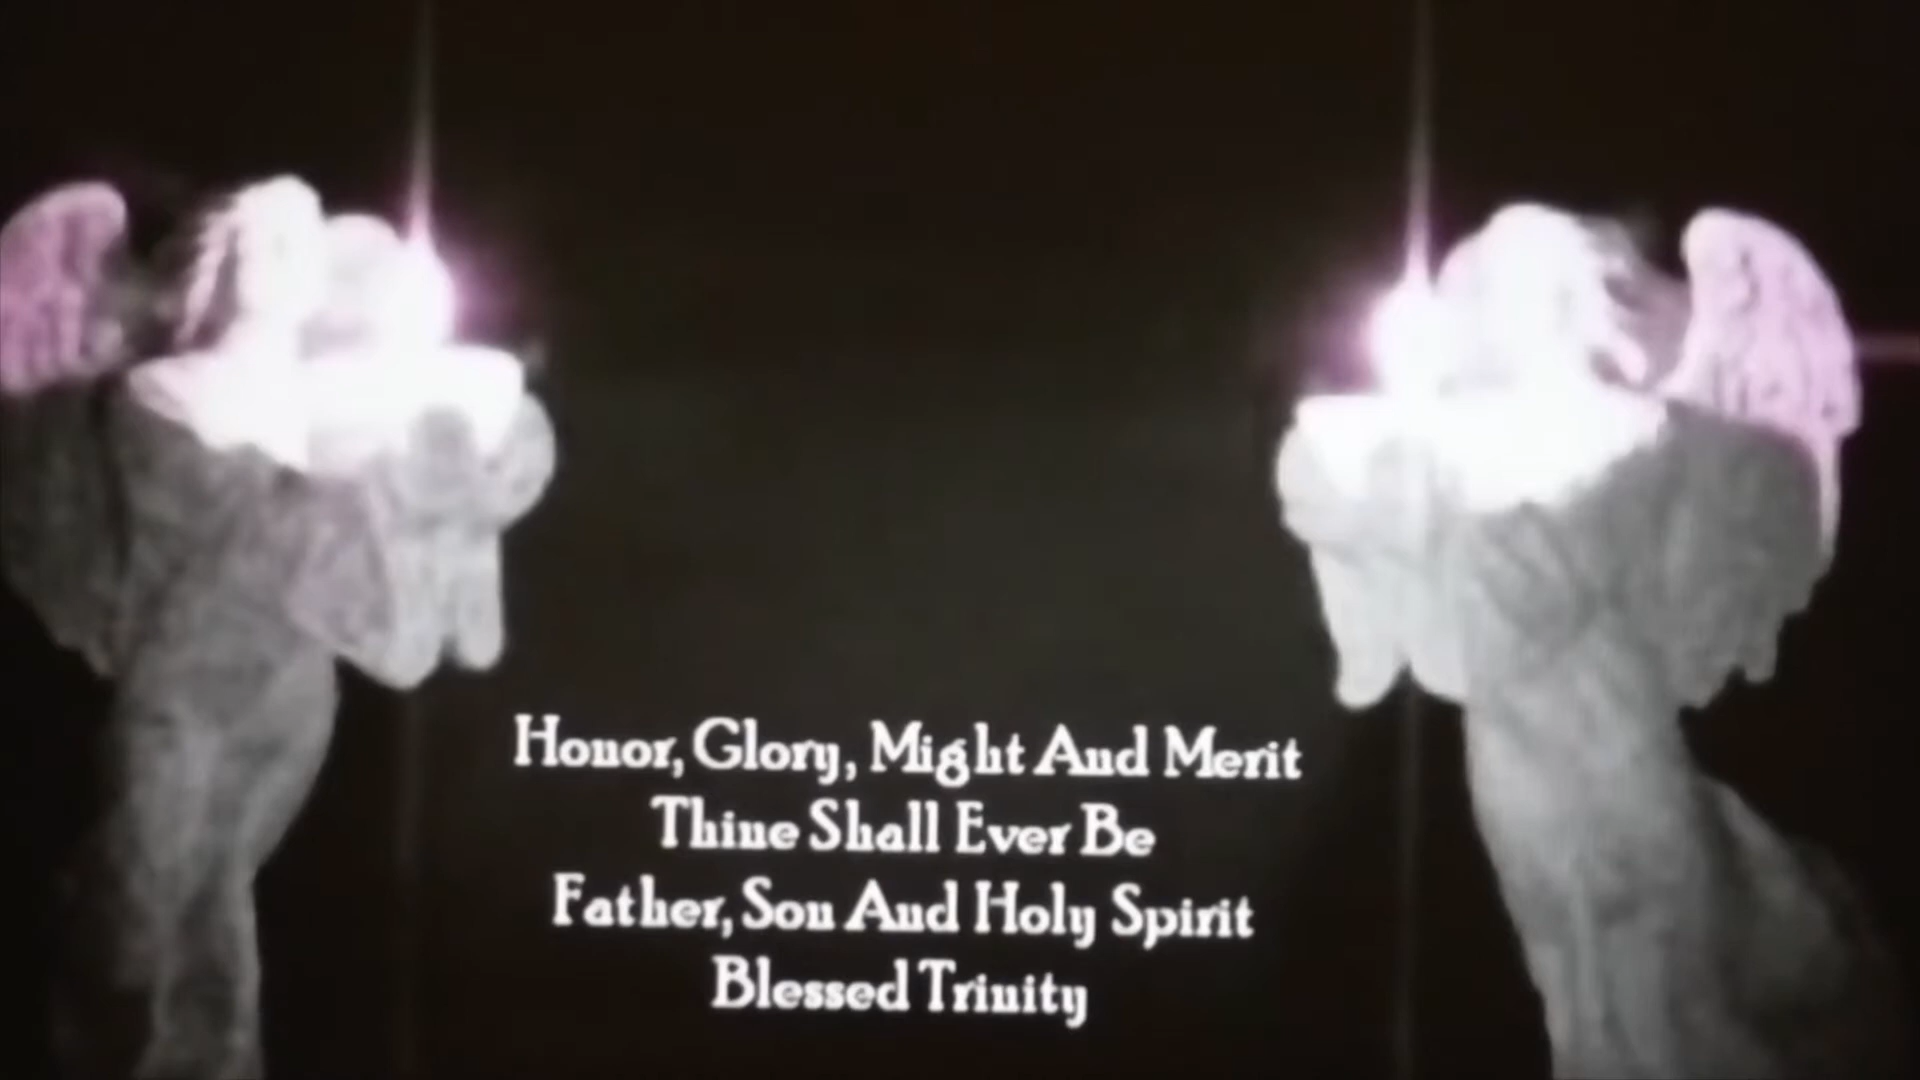 Honor, Glory, Might And Merit
Thine Shall Ever Be
Father, Son And Holy Spirit
Blessed Trinity